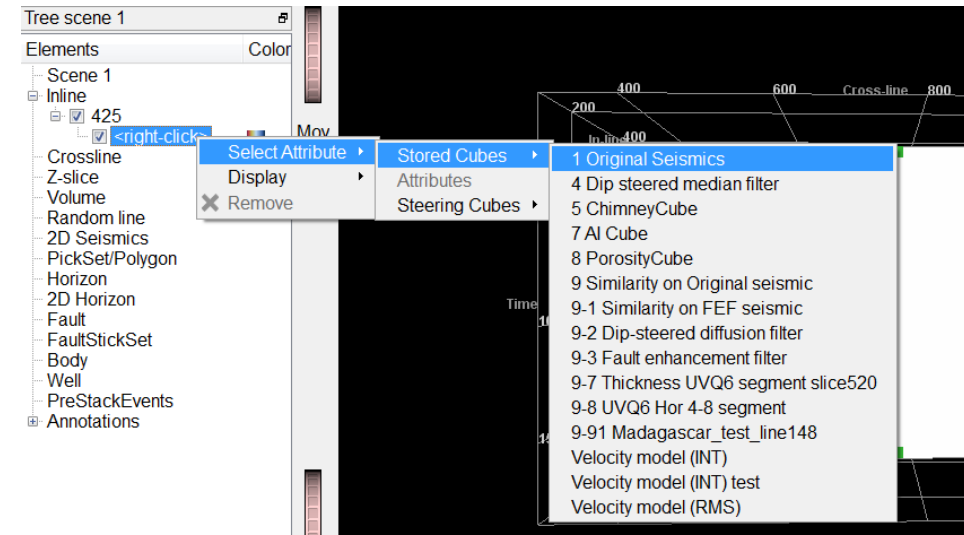 Tree scene 1
Elements Color
Scene 1
Inline
425
<right-click>
Mov
Crossline
Z-slice
Volume
Random line
2D Seismics
PickSet/Polygon
Horizon
2D Horizon
Fault
FaultStickSet
Body
Well
PreStackEvents
Annotations
Select Attribute
Display
Remove
Stored Cubes
Attributes
Steering Cubes
1 Original Seismics
4 Dip steered median filter
5 ChimneyCube
7 AI Cube
8 PorosityCube
9 Similarity on Original seismic
9-1 Similarity on FEF seismic
9-2 Dip-steered diffusion filter
9-3 Fault enhancement filter
9-7 Thickness UVQ6 segment slice520
9-8 UVQ6 Hor 4-8 segment
9-91 Madagascar_test_line148
Velocity model (INT)
Velocity model (INT) test
Velocity model (RMS)
400 600 Cross-line 800
200
In-line 400
Time